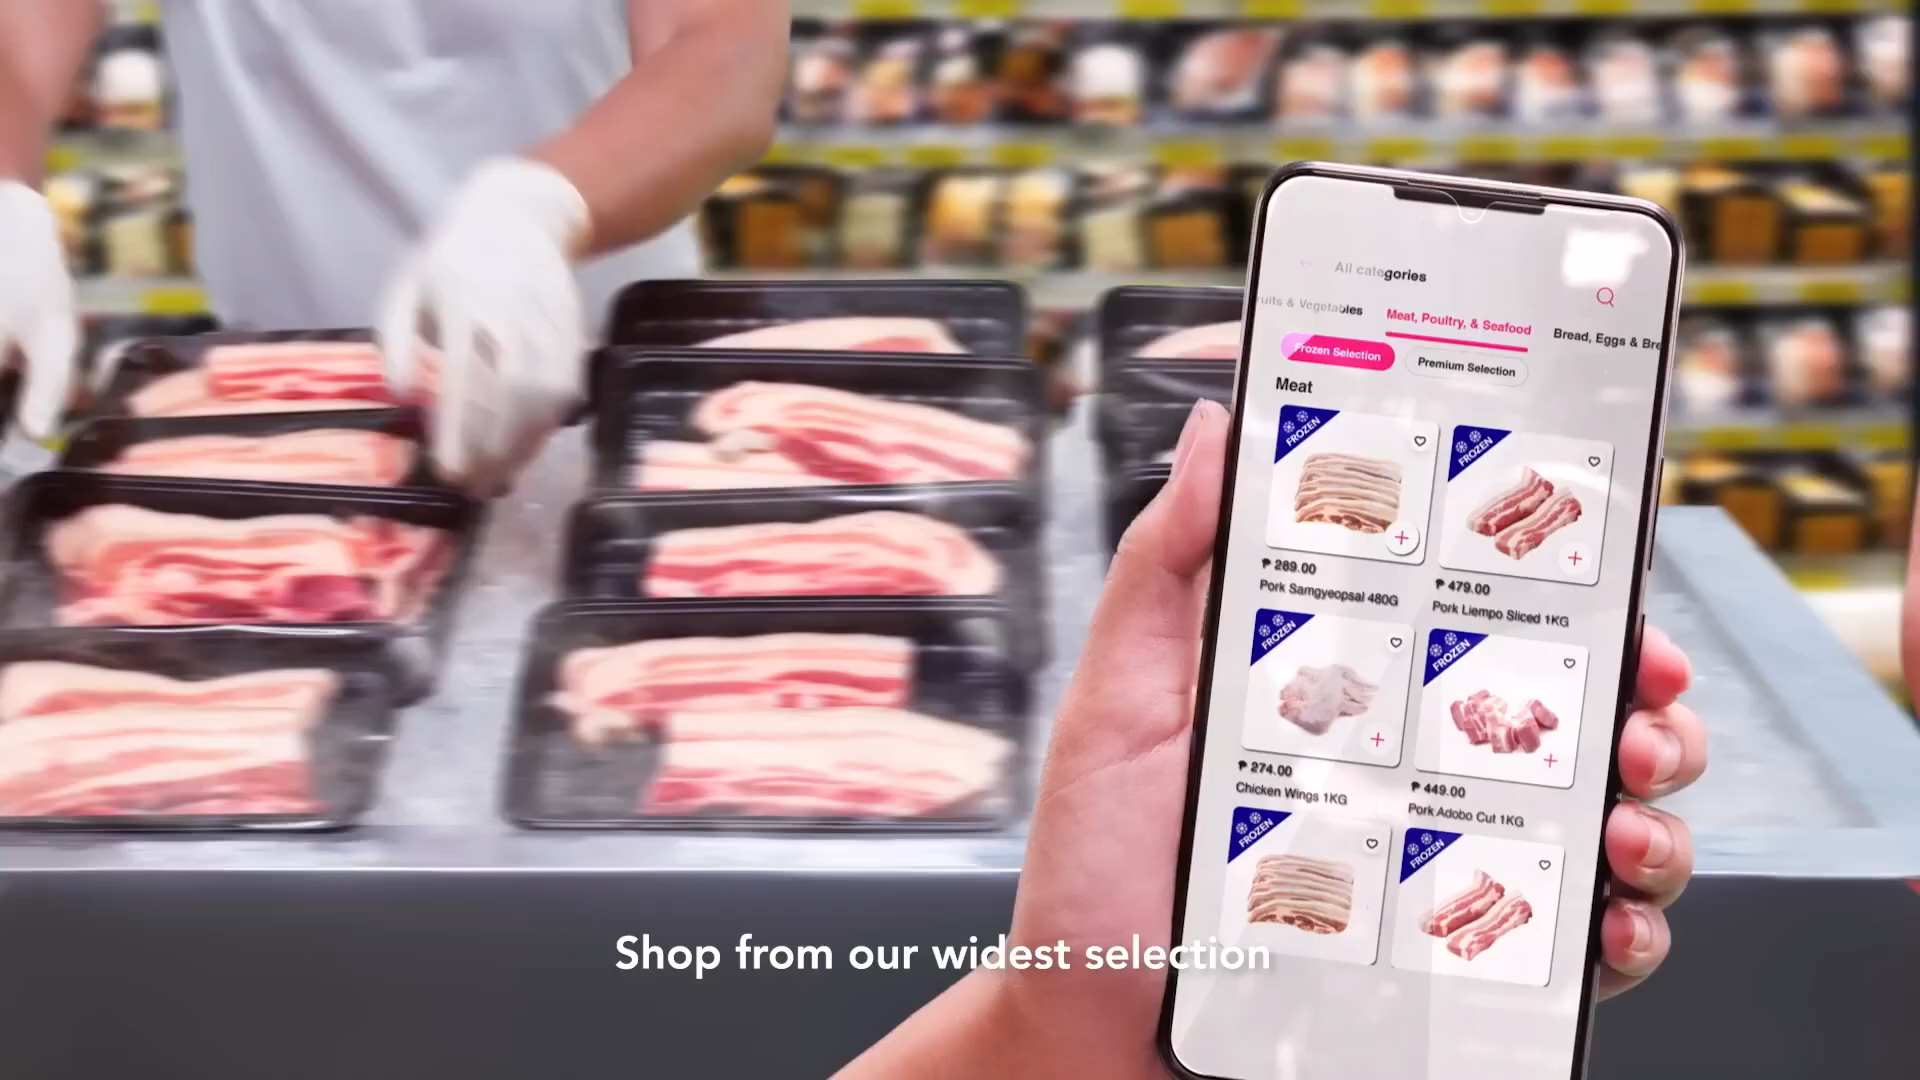 All categories
uits & Vegetables
Meat, Poultry, & Seafood
Bread, Eggs & Bre
Frozen Selection
Premium Selection
Meat
FROZEN
FROZEN
₱ 289.00
Pork Samgyeopsal 480G
₱ 479.00
Pork Liempo Sliced 1KG
FROZEN
FROZEN
₱ 274.00
Chicken Wings 1KG
₱ 449.00
Pork Adobo Cut 1KG
FROZEN
FROZEN
Shop from our widest selection